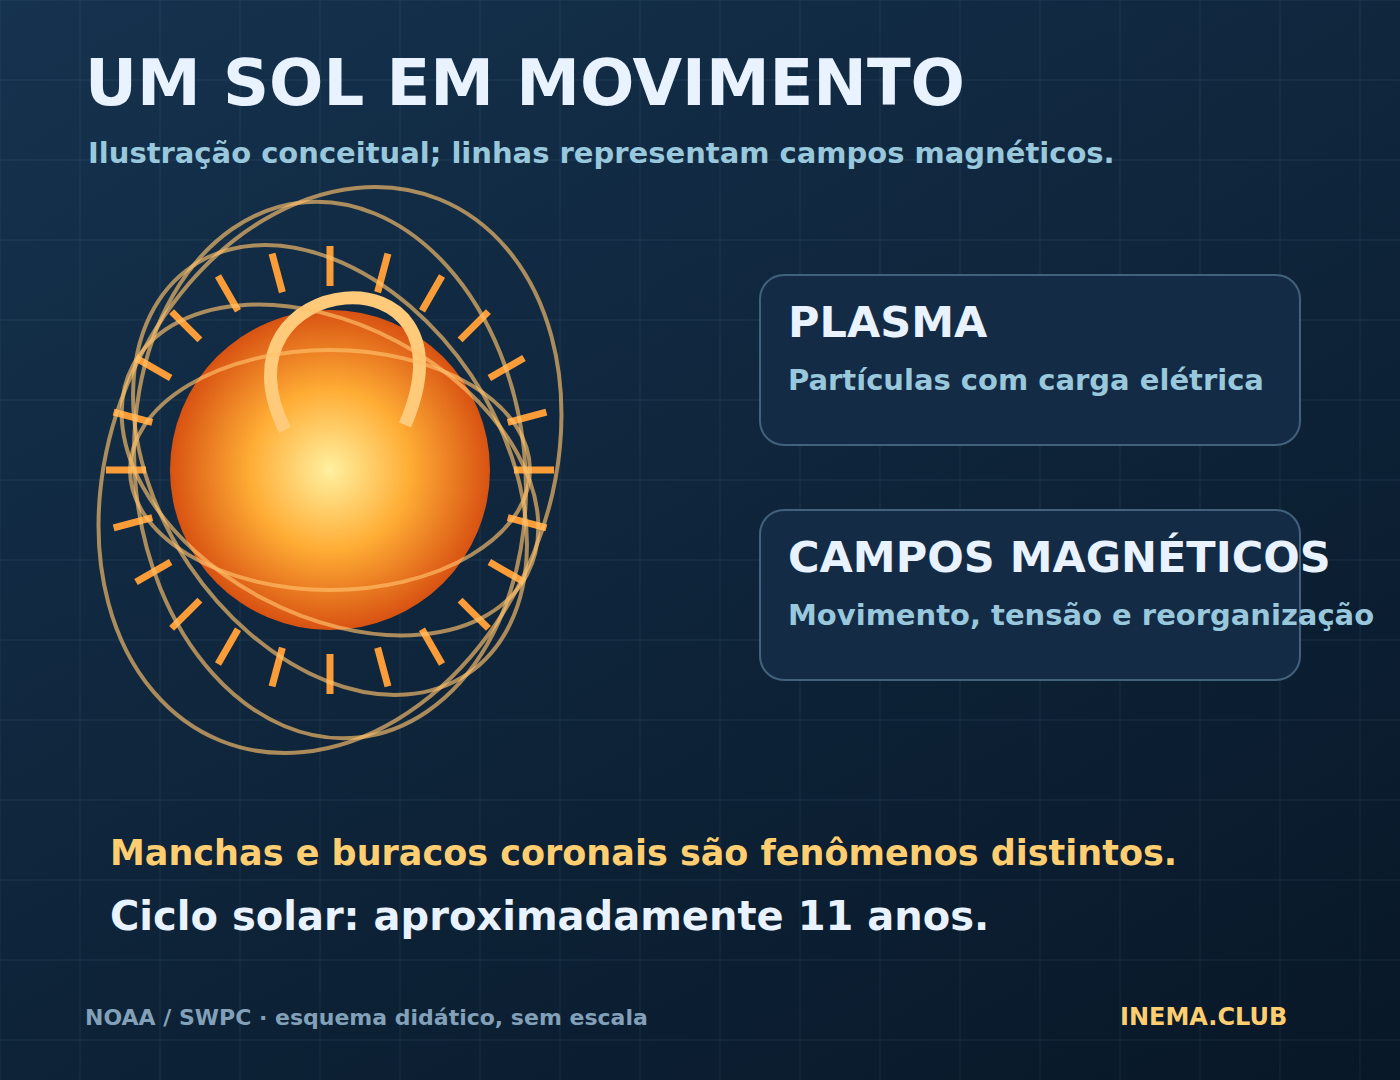 UM SOL EM MOVIMENTO
Ilustração conceitual; linhas representam campos magnéticos.
PLASMA
Partículas com carga elétrica
CAMPOS MAGNÉTICOS
Movimento, tensão e reorganização
Manchas e buracos coronais são fenômenos distintos.
Ciclo solar: aproximadamente 11 anos.
NOAA / SWPC · esquema didático, sem escala
INEMA.CLUB